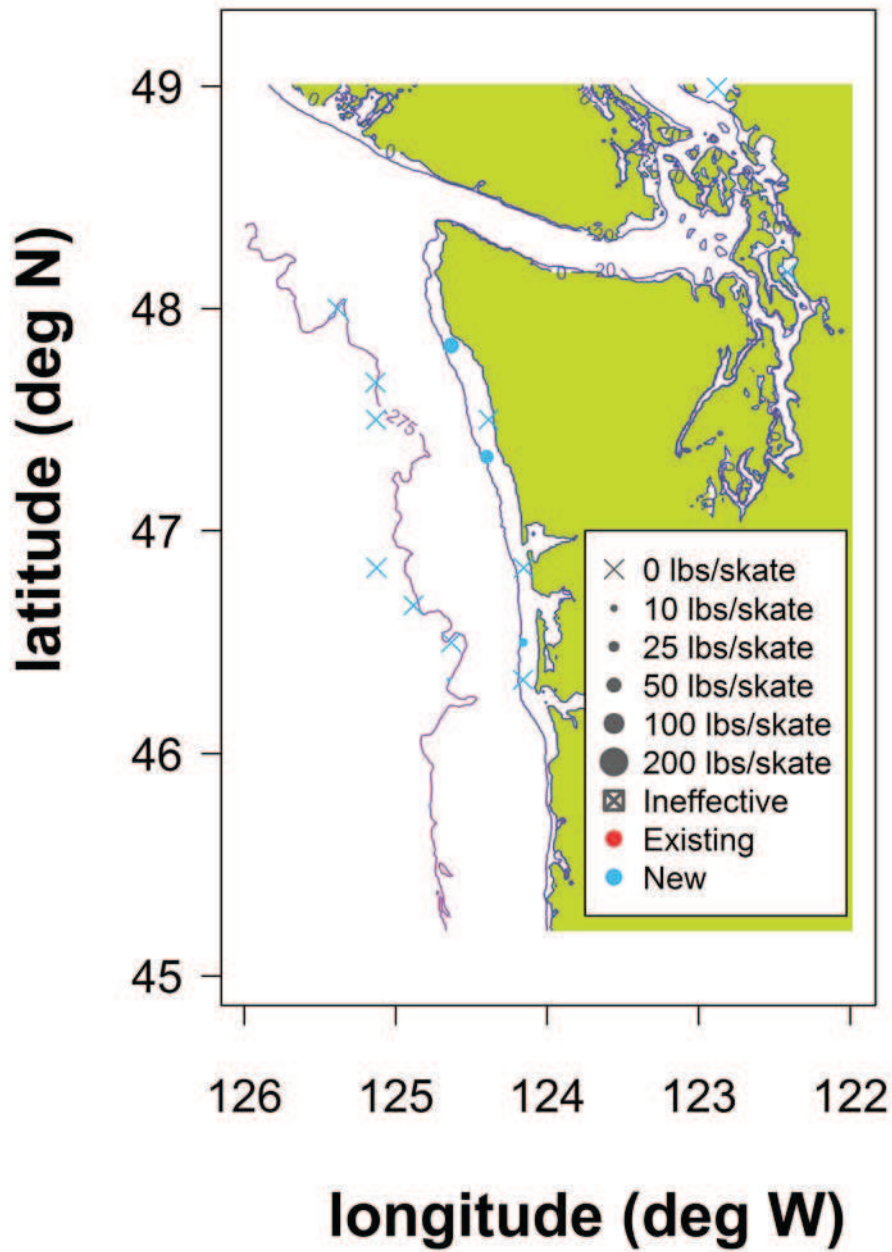 49
48
47
46
45
latitude (deg N)
0
0
30
0
20
275
0 lbs/skate
10 lbs/skate
25 lbs/skate
50 lbs/skate
100 lbs/skate
200 lbs/skate
Ineffective
Existing
New
126 125 124 123 122
longitude (deg W)